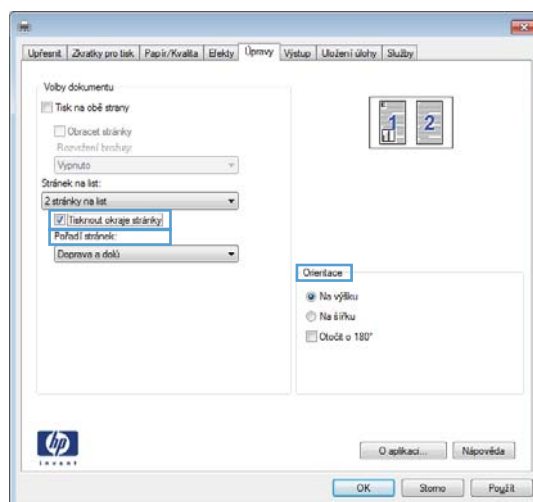 Upřesnit Zkratky pro tisk Papír/Kvalita Efekty Úpravy Výstup Uložení úlohy Služby
Volby dokumentu
Tisk na obě strany
Obracet stránky
Rozvržení brožury:
Vypnuto
Stránek na list:
2 stránky na list
Tisknout okraje stránky
Pořadí stránek:
Doprava a dolů
1 2
Orientace
Na výšku
Na šířku
Otočit o 180°
hp
invent
O aplikaci... Nápověda
OK Storno Použít